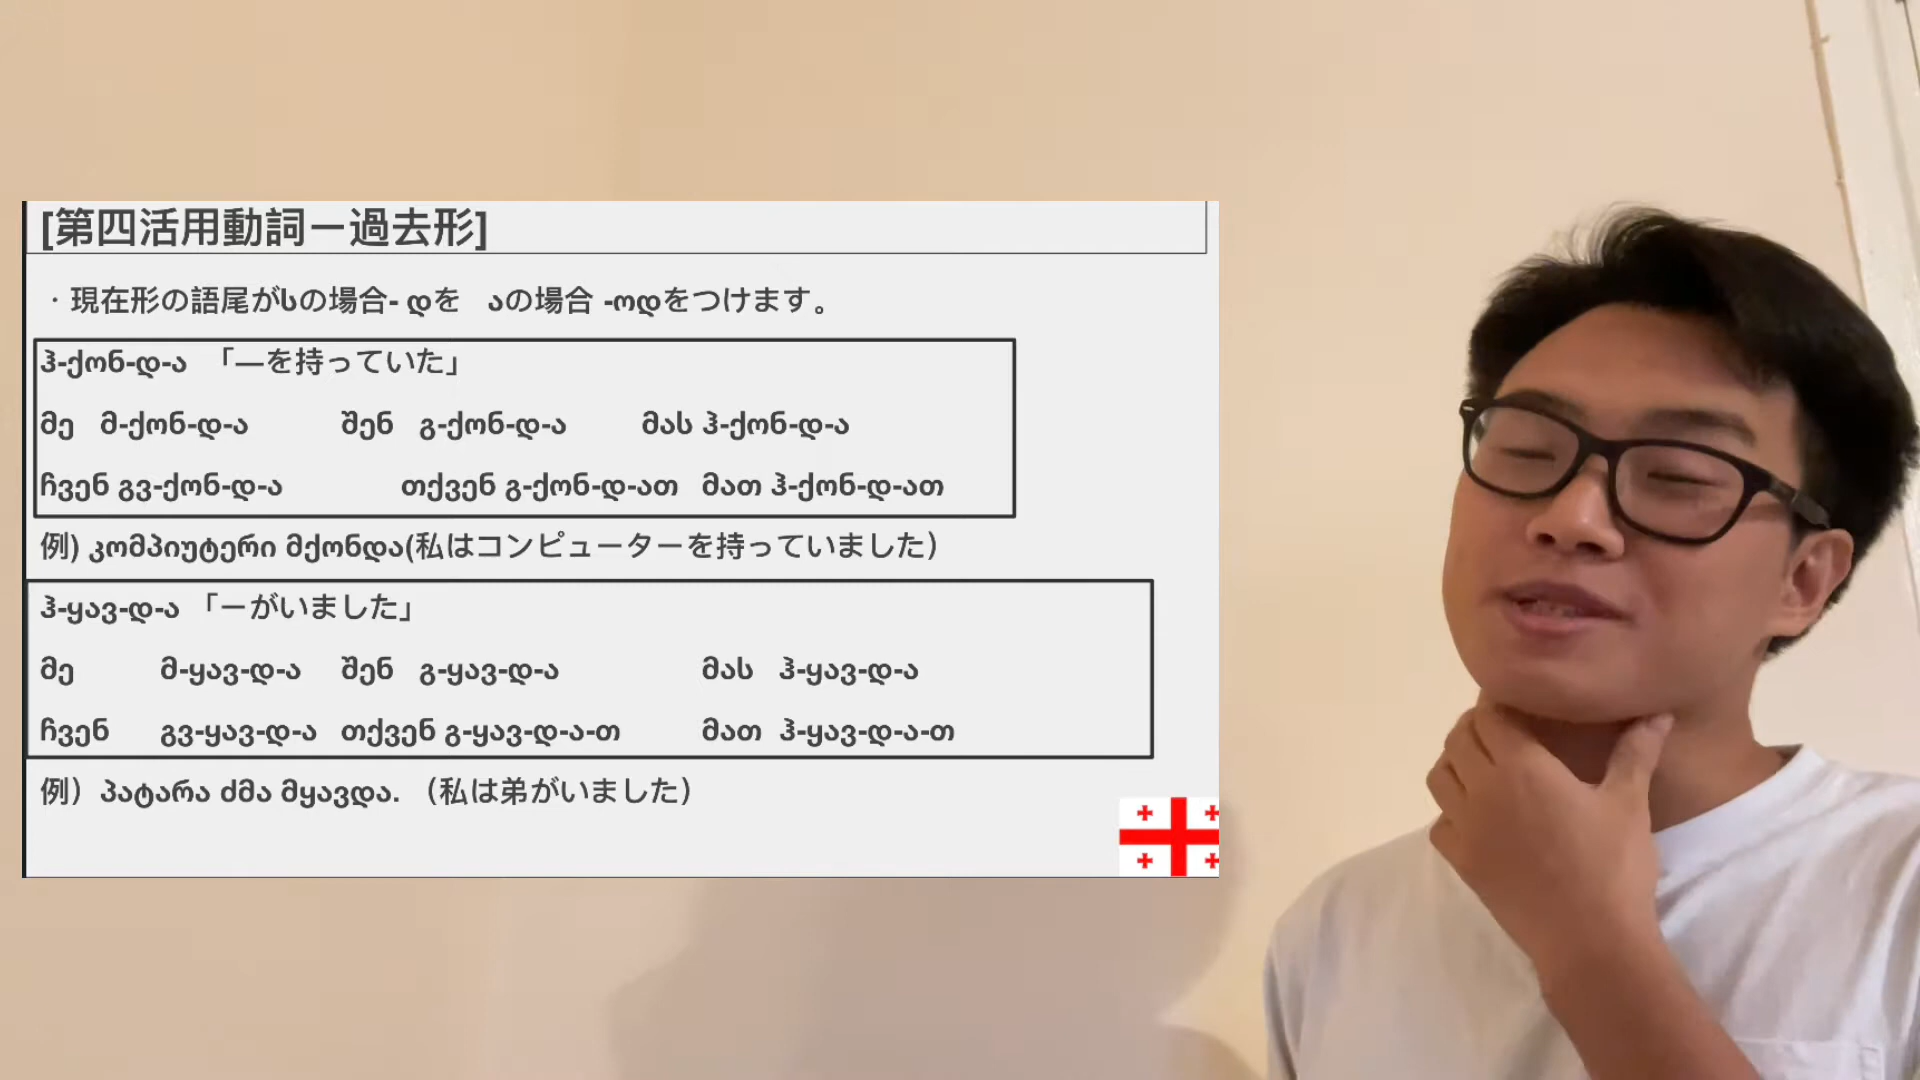 [第四活用動詞ー過去形]
・現在形の語尾がსの場合- დを აの場合 -ოდをつけます。
ჰ-ქონ-დ-ა 「―を持っていた」
მე მ-ქონ-დ-ა შენ გ-ქონ-დ-ა მას ჰ-ქონ-დ-ა
ჩვენ გვ-ქონ-დ-ა თქვენ გ-ქონ-დ-ათ მათ ჰ-ქონ-დ-ათ
例) კომპიუტერი მქონდა(私はコンピューターを持っていました）
ჰ-ყავ-დ-ა 「ーがいました」
მე მ-ყავ-დ-ა შენ გ-ყავ-დ-ა მას ჰ-ყავ-დ-ა
ჩვენ გვ-ყავ-დ-ა თქვენ გ-ყავ-დ-ა-თ მათ ჰ-ყავ-დ-ა-თ
例）პატარა ძმა მყავდა. （私は弟がいました）